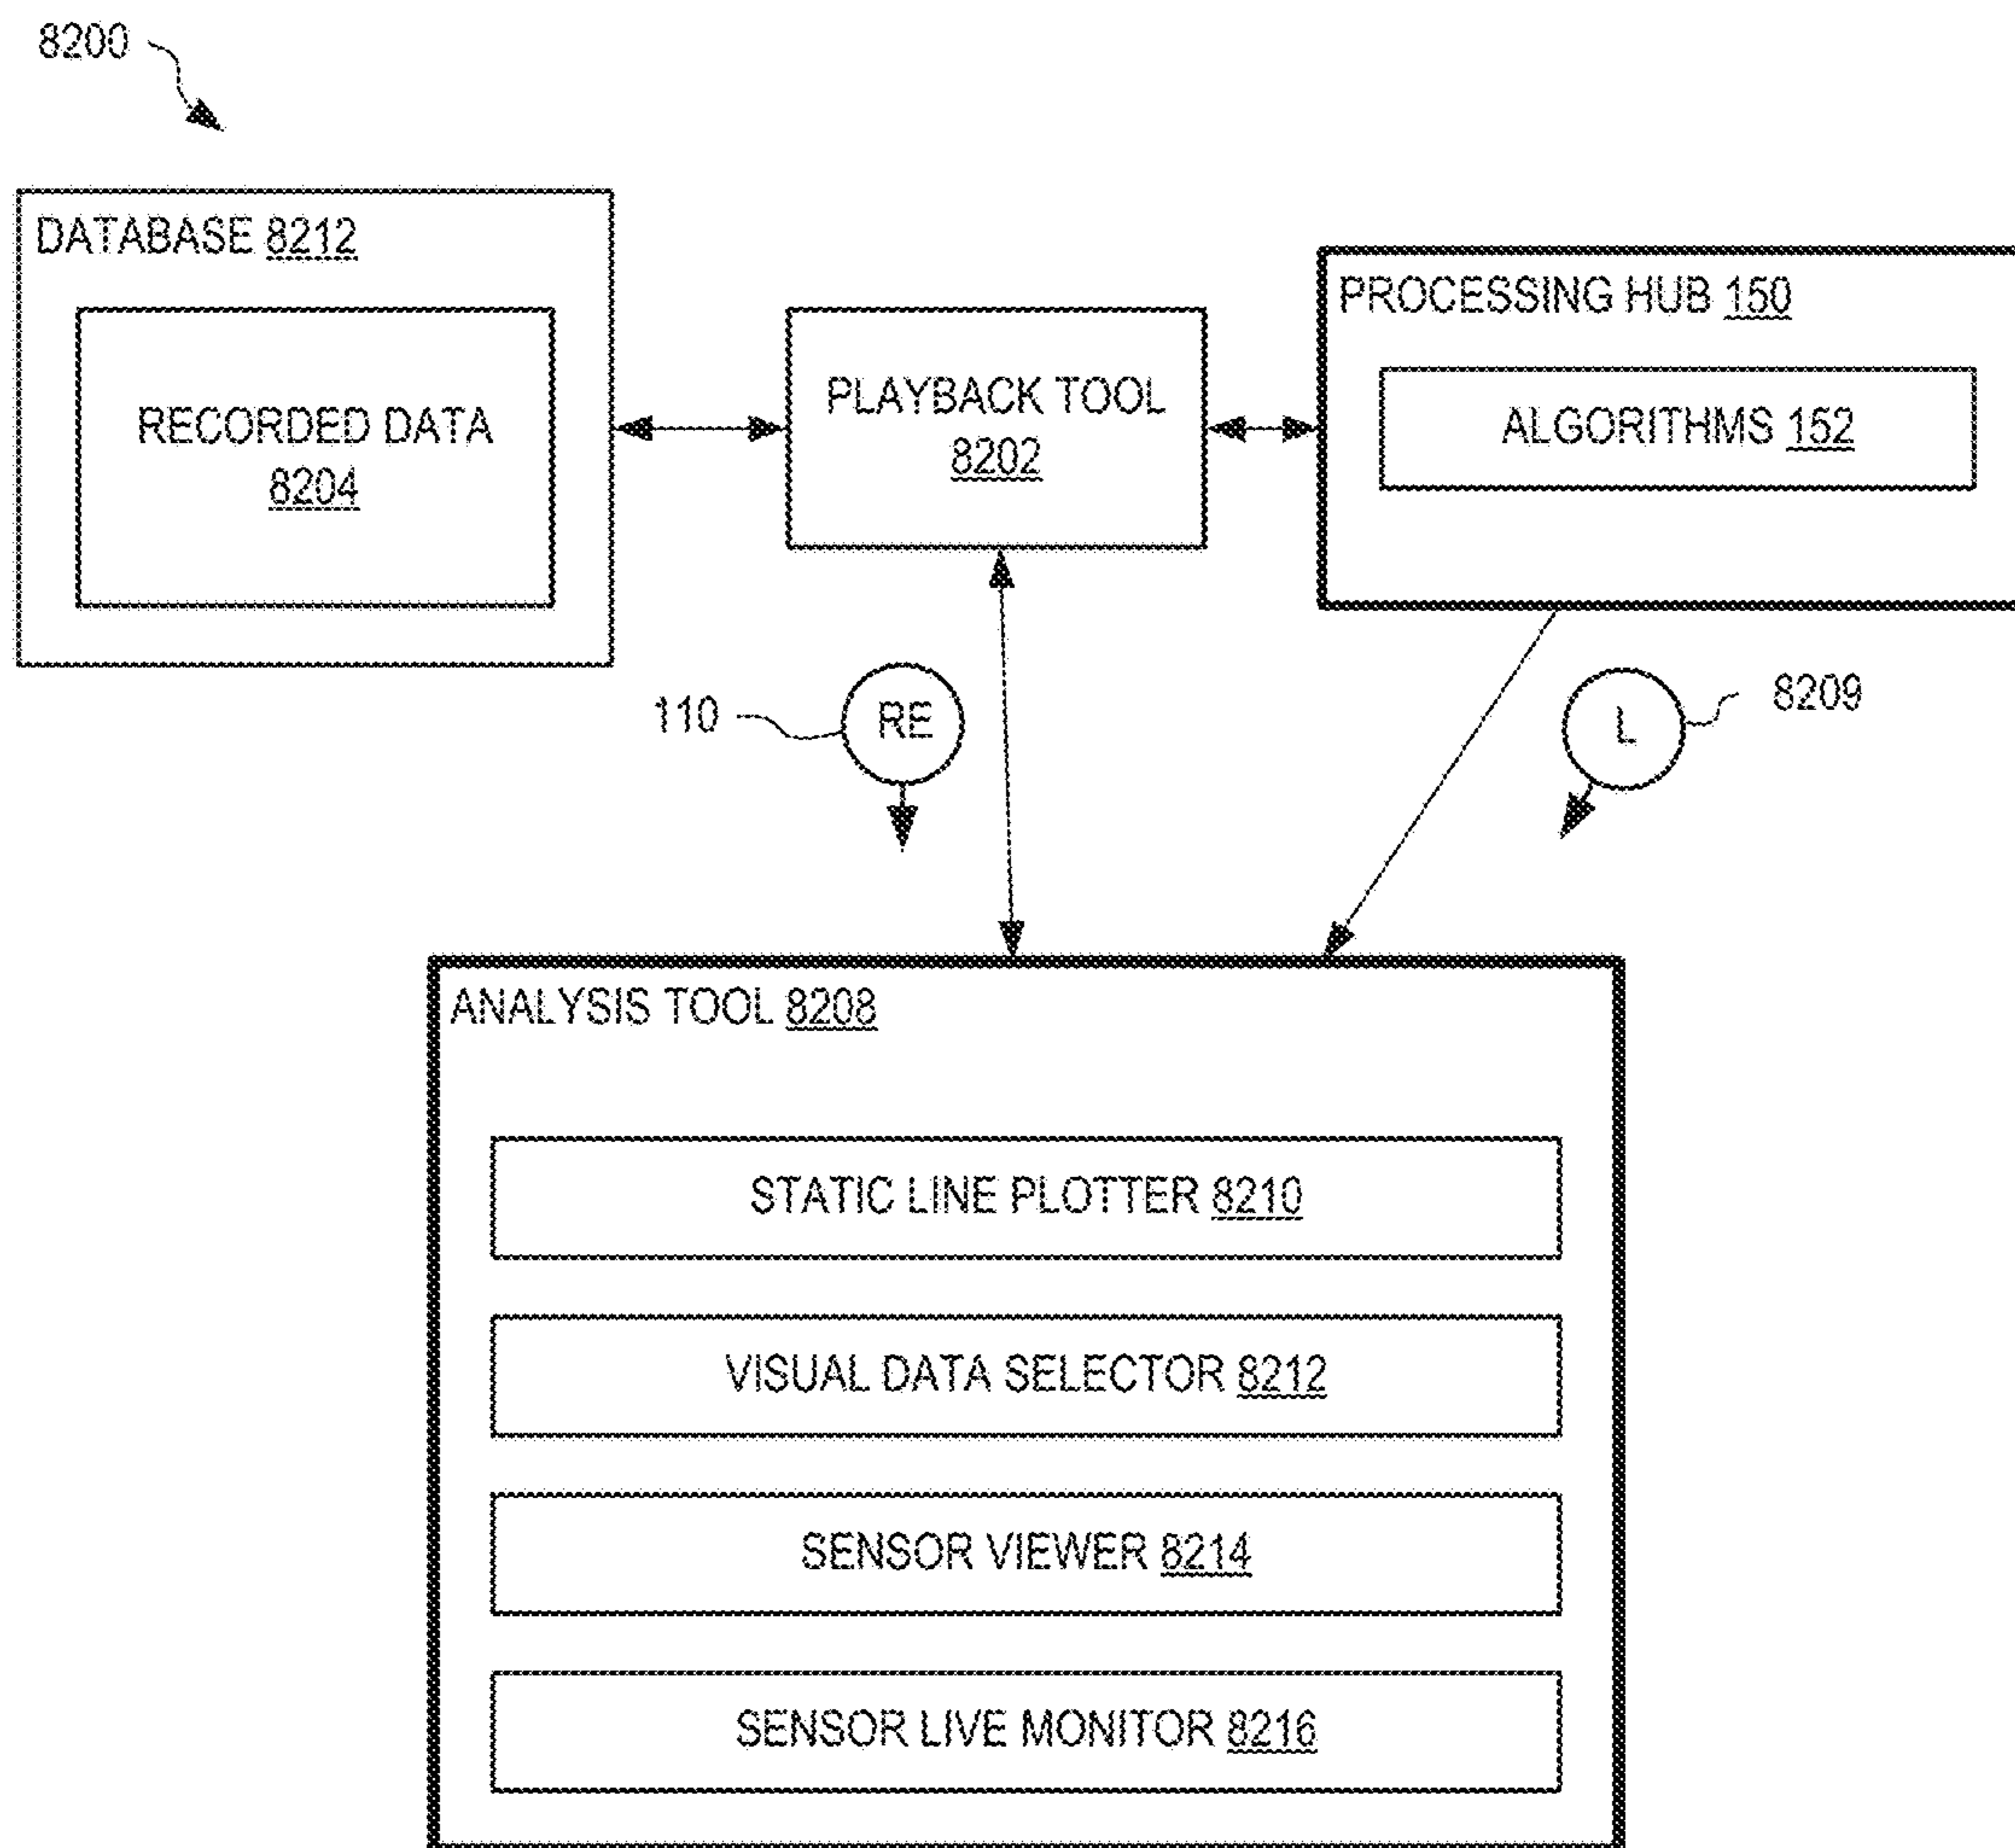 8200
DATABASE 8212
RECORDED DATA
8204
PLAYBACK TOOL
8202
PROCESSING HUB 150
ALGORITHMS 152
110
RE
L
8209
ANALYSIS TOOL 8208
STATIC LINE PLOTTER 8210
VISUAL DATA SELECTOR 8212
SENSOR VIEWER 8214
SENSOR LIVE MONITOR 8216